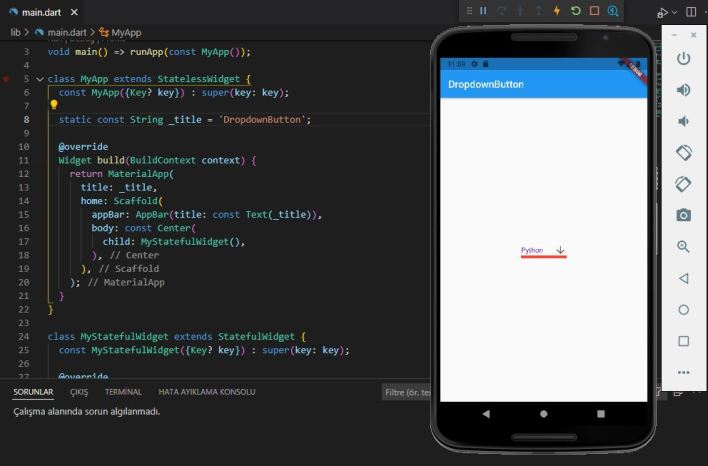 main.dart
lib > main.dart > MyApp
3 void main() => runApp(const MyApp());
4
5 class MyApp extends StatelessWidget {
6 const MyApp({Key? key}) : super(key: key);
7
8 static const String _title = 'DropdownButton';
9
10 @override
11 Widget build(BuildContext context) {
12 return MaterialApp(
13 title: _title,
14 home: Scaffold(
15 appBar: AppBar(title: const Text(_title)),
16 body: const Center(
17 child: MyStatefulWidget(),
18 ), // Center
19 ), // Scaffold
20 ); // MaterialApp
21 }
22 }
23
24 class MyStatefulWidget extends StatefulWidget {
25 const MyStatefulWidget({Key? key}) : super(key: key);
26
27 @override
SORUNLAR ÇIKIŞ TERMİNAL HATA AYIKLAMA KONSOLU
Filtre (ör. te
Çalışma alanında sorun algılanmadı.
11:59
DropdownButton
Python